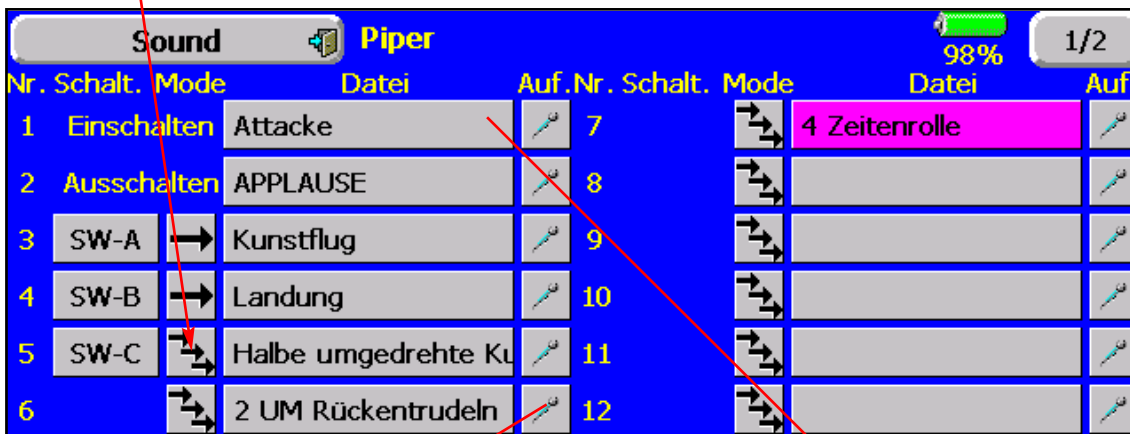 Sound Piper 98% 1/2
Nr. Schalt. Mode Datei Auf. Nr. Schalt. Mode Datei Auf
1 Einschalten Attacke 7 4 Zeitenrolle
2 Ausschalten APPLAUSE 8
3 SW-A Kunstflug 9
4 SW-B Landung 10
5 SW-C Halbe umgedrehte Ku 11
6 2 UM Rückentrudeln 12